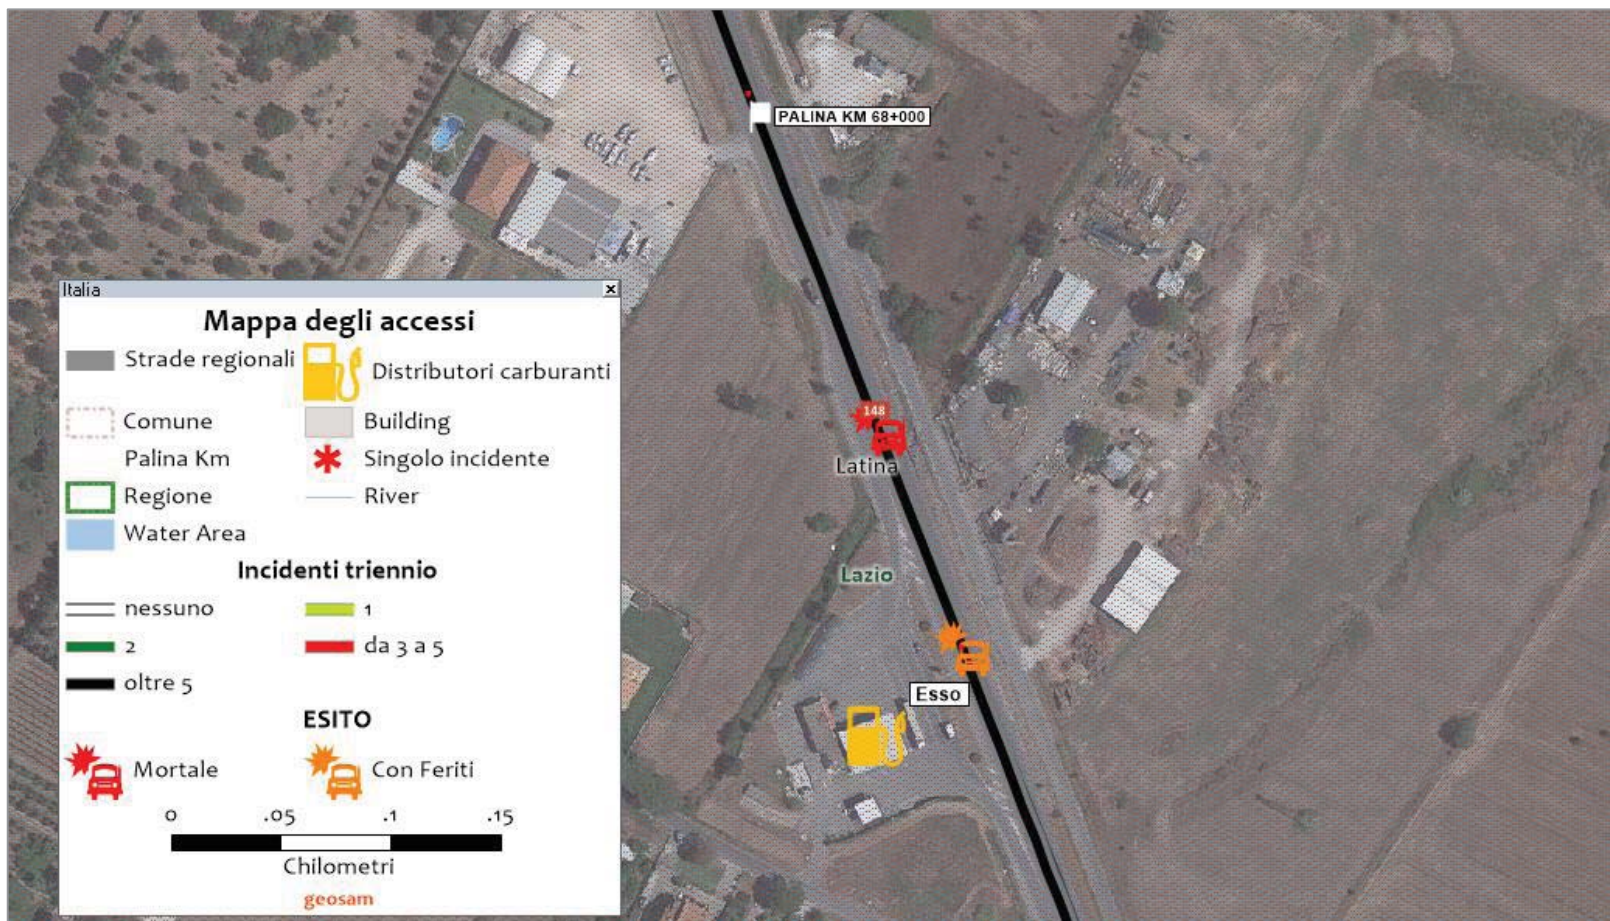 PALINA KM 68+000
Italia
Mappa degli accessi
Strade regionali
Distributori carburanti
Comune
Building
Palina Km
Singolo incidente
Regione
River
Water Area
Incidenti triennio
nessuno
1
2
da 3 a 5
oltre 5
ESITO
Mortale
Con Feriti
0 .05 .1 .15
Chilometri
geosam
148
Latina
Lazio
Esso